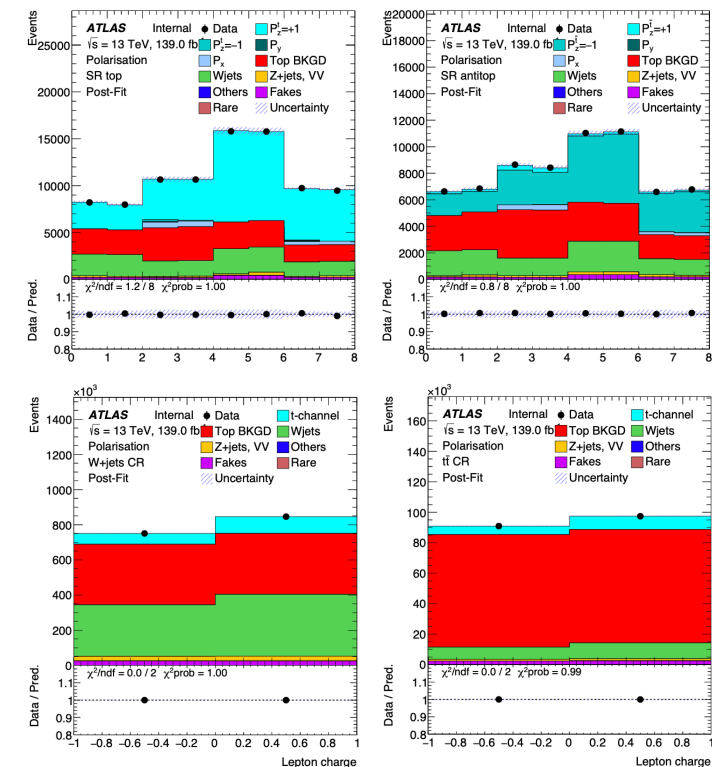 Events
25000
20000
15000
10000
5000
0
ATLAS Internal
√s = 13 TeV, 139.0 fb
Polarisation
SR top
Post-Fit
Data
P_z^t=+1
P_z^t=−1
P_y
P_x
Top BKGD
Wjets
Z+jets, VV
Others
Fakes
Rare
Uncertainty
χ²/ndf = 1.2 / 8 χ²prob = 1.00
Data / Pred.
1.1
1
0.9
0.8
0 1 2 3 4 5 6 7 8
Events
20000
18000
16000
14000
12000
10000
8000
6000
4000
2000
0
ATLAS Internal
√s = 13 TeV, 139.0 fb
Polarisation
SR antitop
Post-Fit
Data
P_z^t̄=+1
P_z^t̄=−1
P_y
P_x
Top BKGD
Wjets
Z+jets, VV
Others
Fakes
Rare
Uncertainty
χ²/ndf = 0.8 / 8 χ²prob = 1.00
Data / Pred.
1.1
1
0.9
0.8
0 1 2 3 4 5 6 7 8
×10³
Events
1400
1200
1000
800
600
400
200
0
ATLAS Internal
√s = 13 TeV, 139.0 fb
Polarisation
W+jets CR
Post-Fit
Data
t-channel
Top BKGD
Wjets
Z+jets, VV
Others
Fakes
Rare
Uncertainty
χ²/ndf = 0.0 / 2 χ²prob = 1.00
Data / Pred.
1.1
1
0.9
0.8
−1 −0.8 −0.6 −0.4 −0.2 0 0.2 0.4 0.6 0.8 1
Lepton charge
×10³
Events
160
140
120
100
80
60
40
20
0
ATLAS Internal
√s = 13 TeV, 139.0 fb
Polarisation
tt̄ CR
Post-Fit
Data
t-channel
Top BKGD
Wjets
Z+jets, VV
Others
Fakes
Rare
Uncertainty
χ²/ndf = 0.0 / 2 χ²prob = 0.99
Data / Pred.
1.1
1
0.9
0.8
−1 −0.8 −0.6 −0.4 −0.2 0 0.2 0.4 0.6 0.8 1
Lepton charge